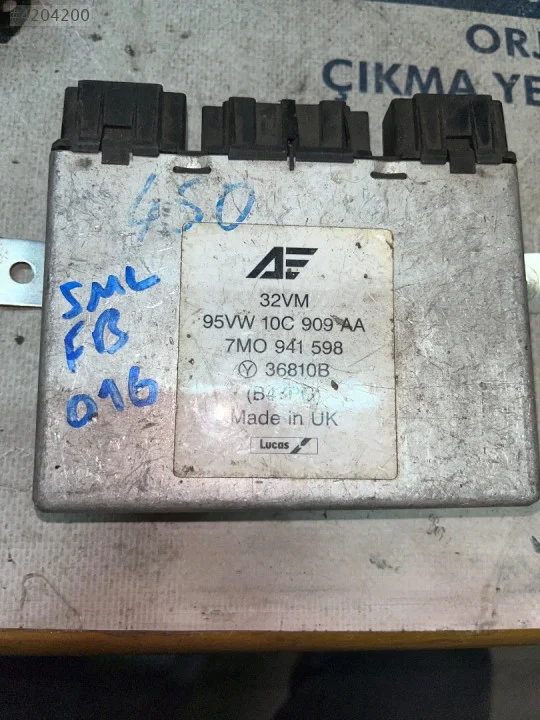 204200
ORJ
ÇIKMA YE
450
SML
FB
016
AE
32VM
95VW 10C 909 AA
7MO 941 598
Y 36810B
Made in UK
Lucas